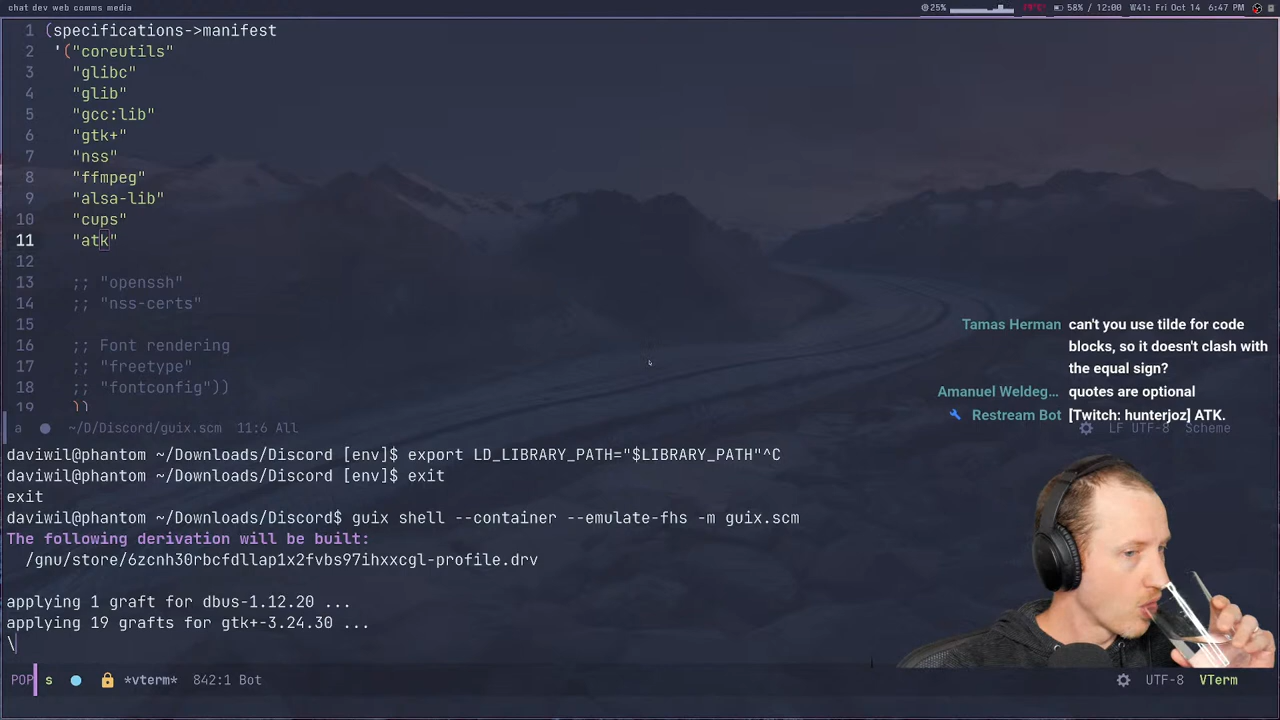 chat dev web comms media
25%
58% / 12:00
W41: Fri Oct 14
6:47 PM
1 (specifications->manifest
2 '("coreutils"
3 "glibc"
4 "glib"
5 "gcc:lib"
6 "gtk+"
7 "nss"
8 "ffmpeg"
9 "alsa-lib"
10 "cups"
11 "atk"
12
13 ;; "openssh"
14 ;; "nss-certs"
15
16 ;; Font rendering
17 ;; "freetype"
18 ;; "fontconfig"))
19 ))
Tamas Herman can't you use tilde for code
blocks, so it doesn't clash with
the equal sign?
Amanuel Weldeg... quotes are optional
Restream Bot [Twitch: hunterjoz] ATK.
a ~/D/Discord/guix.scm 11:6 All LF UTF-8 Scheme
daviwil@phantom ~/Downloads/Discord [env]$ export LD_LIBRARY_PATH="$LIBRARY_PATH"^C
daviwil@phantom ~/Downloads/Discord [env]$ exit
exit
daviwil@phantom ~/Downloads/Discord$ guix shell --container --emulate-fhs -m guix.scm
The following derivation will be built:
/gnu/store/6zcnh30rbcfdllap1x2fvbs97ihxxcgl-profile.drv
applying 1 graft for dbus-1.12.20 ...
applying 19 grafts for gtk+-3.24.30 ...
\
POP s *vterm* 842:1 Bot UTF-8 VTerm